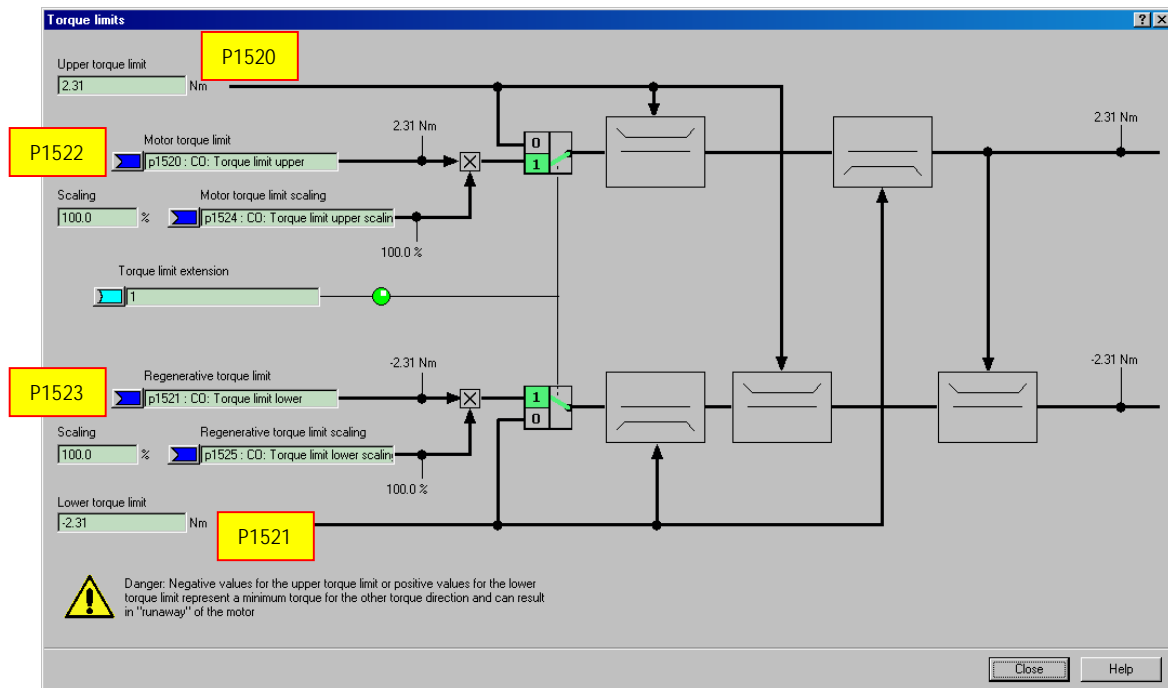 Torque limits
P1520
Upper torque limit
2.31 Nm
P1522
Motor torque limit
p1520 : CO: Torque limit upper
2.31 Nm
0
1
2.31 Nm
Scaling
100.0 %
Motor torque limit scaling
p1524 : CO: Torque limit upper scalin
100.0 %
Torque limit extension
1
P1523
Regenerative torque limit
p1521 : CO: Torque limit lower
-2.31 Nm
1
0
-2.31 Nm
Scaling
100.0 %
Regenerative torque limit scaling
p1525 : CO: Torque limit lower scaling
100.0 %
Lower torque limit
-2.31 Nm
P1521
Danger: Negative values for the upper torque limit or positive values for the lower
torque limit represent a minimum torque for the other torque direction and can result
in "runaway" of the motor
Close
Help